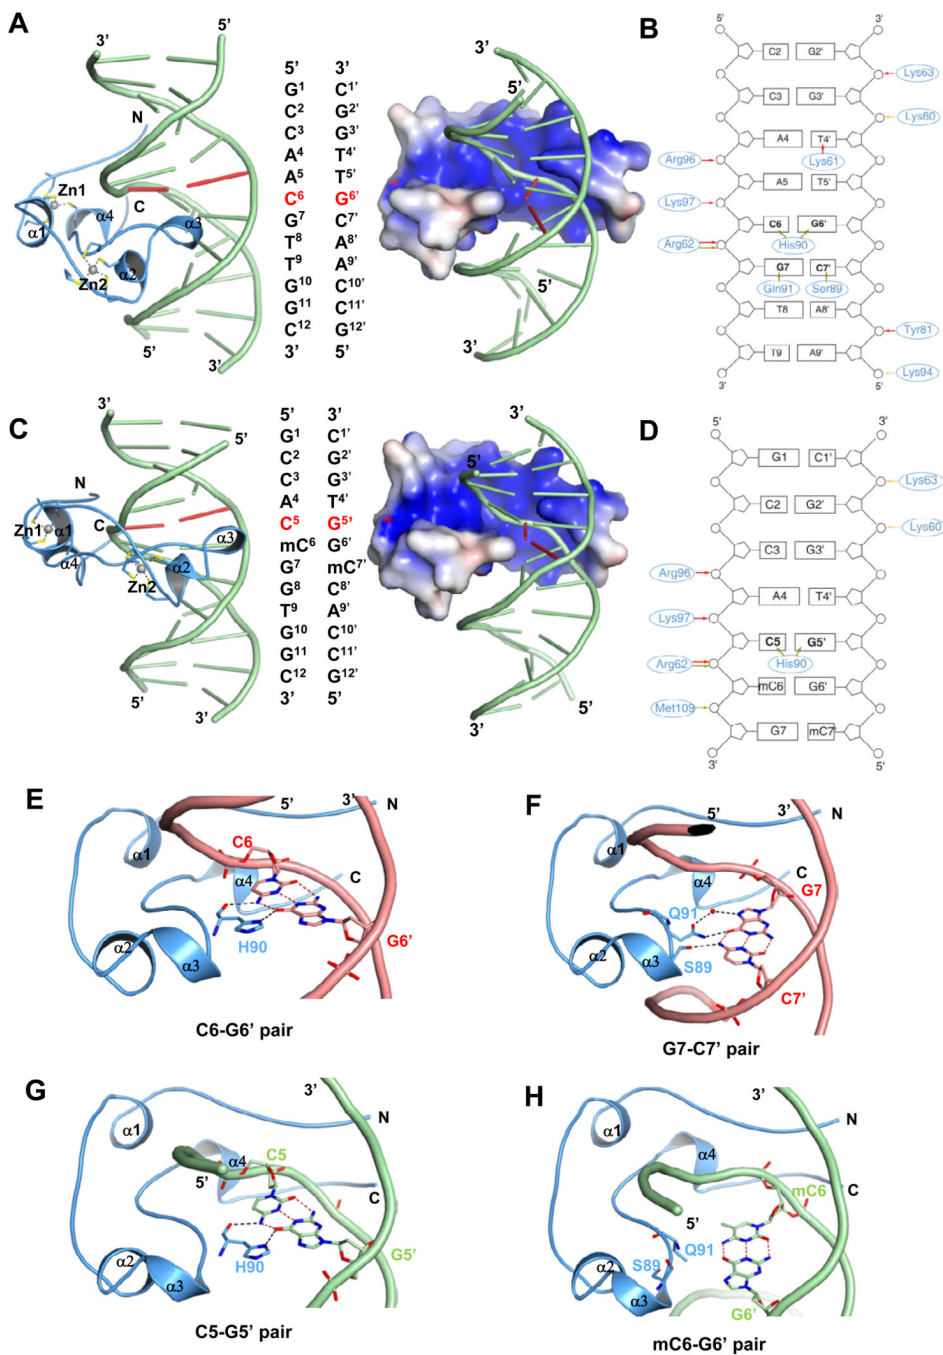 A
3’
5’
N
Zn1
α4
C
α3
α1
α2
Zn2
5’
3’
5’ 3’
G1 C1'
C2 G2'
C3 G3'
A4 T4'
A5 T5'
C6 G6'
G7 C7'
T8 A8'
T9 A9'
G10 C10'
G11 C11'
C12 G12'
3’ 5’
3’
5’
5’
3’
B
5' 3'
C2 G2'
Lys63
C3 G3'
Lys60
A4 T4'
Arg96 Lys61
A5 T5'
Lys97
C6 G6'
Arg62 His90
G7 C7'
Gln91 Ser89
T8 A8'
Tyr81
T9 A9'
Lys94
3' 5'
C
3’
5’
N
Zn1
α1
C
α3
α4
α2
Zn2
5’
3’
5’ 3’
G1 C1'
C2 G2'
C3 G3'
A4 T4'
C5 G5'
mC6 G6'
G7 mC7'
G8 C8'
T9 A9'
G10 C10'
G11 C11'
C12 G12'
3’ 5’
3’
5’
5’
3’
D
5' 3'
G1 C1'
Lys63
C2 G2'
Lys60
C3 G3'
Arg96
A4 T4'
Lys97
C5 G5'
Arg62 His90
mC6 G6'
Met109
G7 mC7'
3' 5'
E
5’
3’
N
α1
C6
α4
C
H90
α2
α3
G6’
C6-G6’ pair
F
3’
N
5’
α1
C
α4
G7
Q91
α2
α3
S89
C7’
G7-C7’ pair
G
3’
N
α1
α4
C5
5’
C
H90
G5’
α2
α3
C5-G5’ pair
H
3’
N
α1
α4
mC6
C
5’
Q91
S89
α2
α3
G6’
mC6-G6’ pair